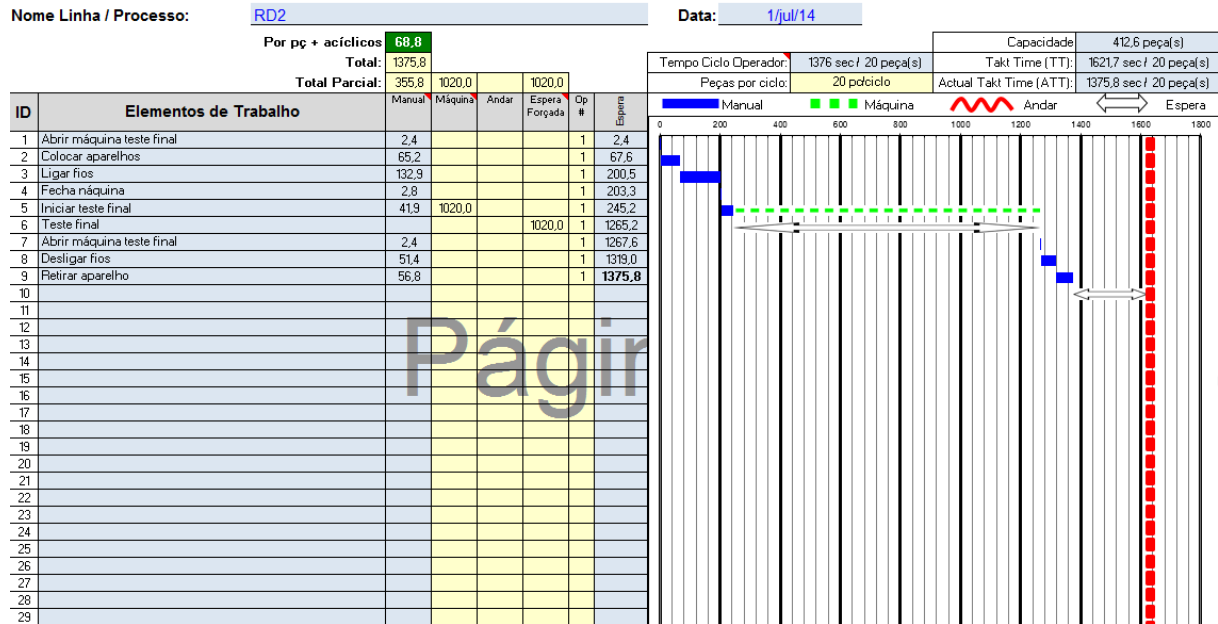 Nome Linha / Processo: RD2 Data: 1/jul/14
Por pç + acíclicos 68,8 Capacidade 412,6 peça(s)
Total: 1375,8 Tempo Ciclo Operador: 1376 sec / 20 peça(s) Takt Time (TT): 1621,7 sec / 20 peça(s)
Total Parcial: 355,8 1020,0 1020,0 Peças por ciclo: 20 pc/ciclo Actual Takt Time (ATT): 1375,8 sec / 20 peça(s)
ID Elementos de Trabalho Manual Máquina Andar Espera Forçada Op # Espera Manual Máquina Andar Espera
0 200 400 600 800 1000 1200 1400 1600 1800
1 Abrir máquina teste final 2,4 1 2,4
2 Colocar aparelhos 65,2 1 67,6
3 Ligar fios 132,9 1 200,5
4 Fecha náquina 2,8 1 203,3
5 Iniciar teste final 41,9 1020,0 1 245,2
6 Teste final 1020,0 1 1265,2
7 Abrir máquina teste final 2,4 1 1267,6
8 Desligar fios 51,4 1 1319,0
9 Retirar aparelho 56,8 1 1375,8
10
11
12
13
14
15
16
17
18
19
20
21
22
23
24
25
26
27
28
29
Págin